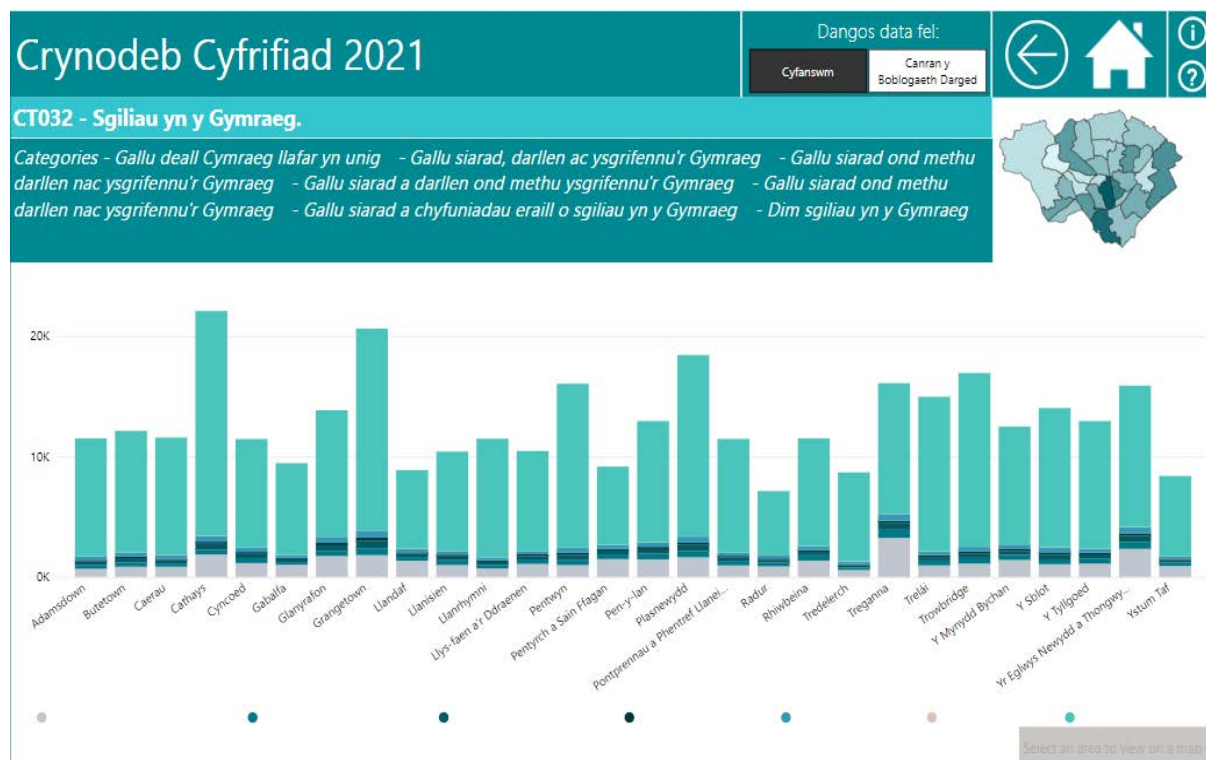 Crynodeb Cyfrifiad 2021
Dangos data fel:
Cyfanswm
Canran y
Boblogaeth Darged
i
?
CT032 - Sgiliau yn y Gymraeg.
Categories - Gallu deall Cymraeg llafar yn unig - Gallu siarad, darllen ac ysgrifennu'r Gymraeg - Gallu siarad ond methu
darllen nac ysgrifennu'r Gymraeg - Gallu siarad a darllen ond methu ysgrifennu'r Gymraeg - Gallu siarad ond methu
darllen nac ysgrifennu'r Gymraeg - Gallu siarad a chyfuniadau eraill o sgiliau yn y Gymraeg - Dim sgiliau yn y Gymraeg
20K
10K
0K
Adamsdown
Butetown
Caerau
Cathays
Cyncoed
Gabalfa
Glanyrafon
Grangetown
Llandaf
Llanisien
Llanrhymni
Llys-faen a'r Ddraenen
Pentwyn
Pentyrch a Sain Ffagan
Pen-y-lan
Plasnewydd
Pontprennau a Phentref Llanei...
Radur
Rhiwbeina
Tredelerch
Treganna
Trelái
Trowbridge
Y Mynydd Bychan
Y Sblot
Y Tyllgoed
Yr Eglwys Newydd a Thongwy...
Ystum Taf
Select an area to view on a map